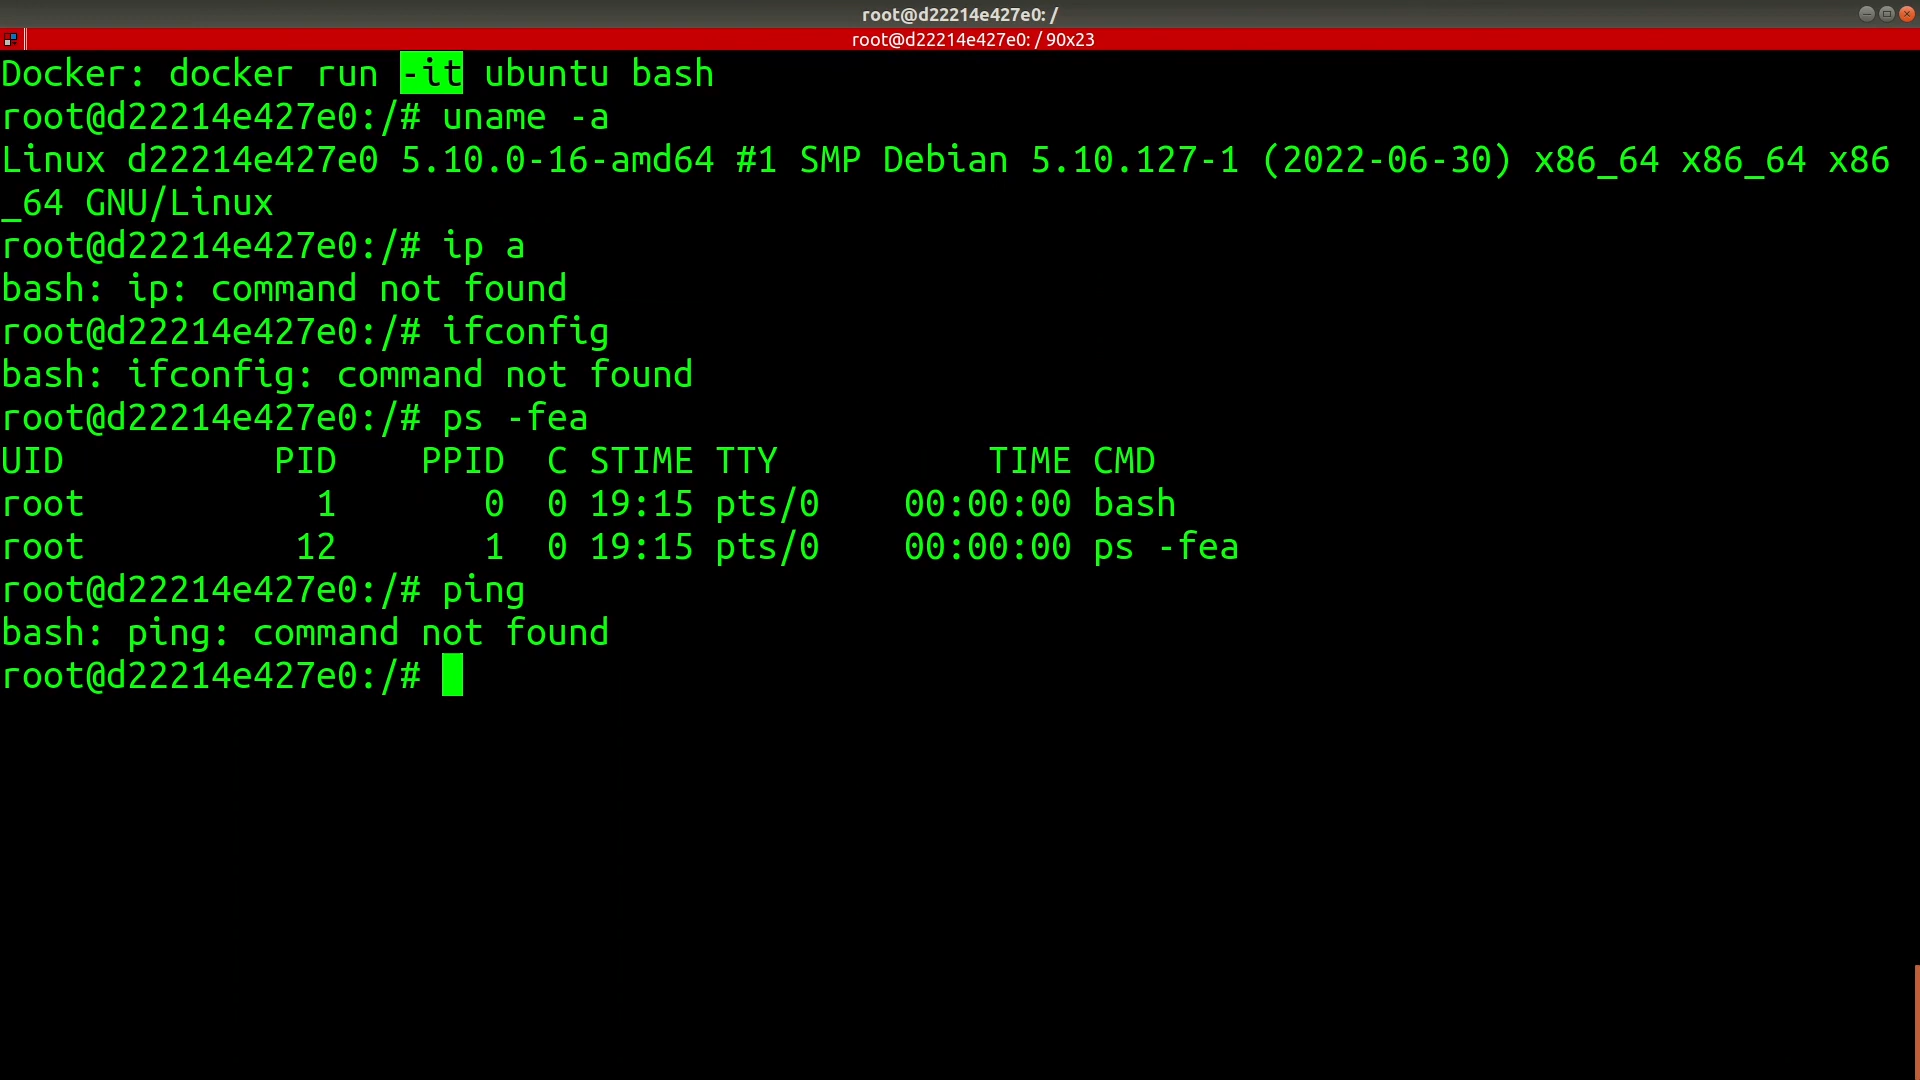 root@d22214e427e0: /
root@d22214e427e0: / 90x23
Docker: docker run -it ubuntu bash
root@d22214e427e0:/# uname -a
Linux d22214e427e0 5.10.0-16-amd64 #1 SMP Debian 5.10.127-1 (2022-06-30) x86_64 x86_64 x86
_64 GNU/Linux
root@d22214e427e0:/# ip a
bash: ip: command not found
root@d22214e427e0:/# ifconfig
bash: ifconfig: command not found
root@d22214e427e0:/# ps -fea
UID          PID    PPID  C STIME TTY          TIME CMD
root           1       0  0 19:15 pts/0    00:00:00 bash
root          12       1  0 19:15 pts/0    00:00:00 ps -fea
root@d22214e427e0:/# ping
bash: ping: command not found
root@d22214e427e0:/#